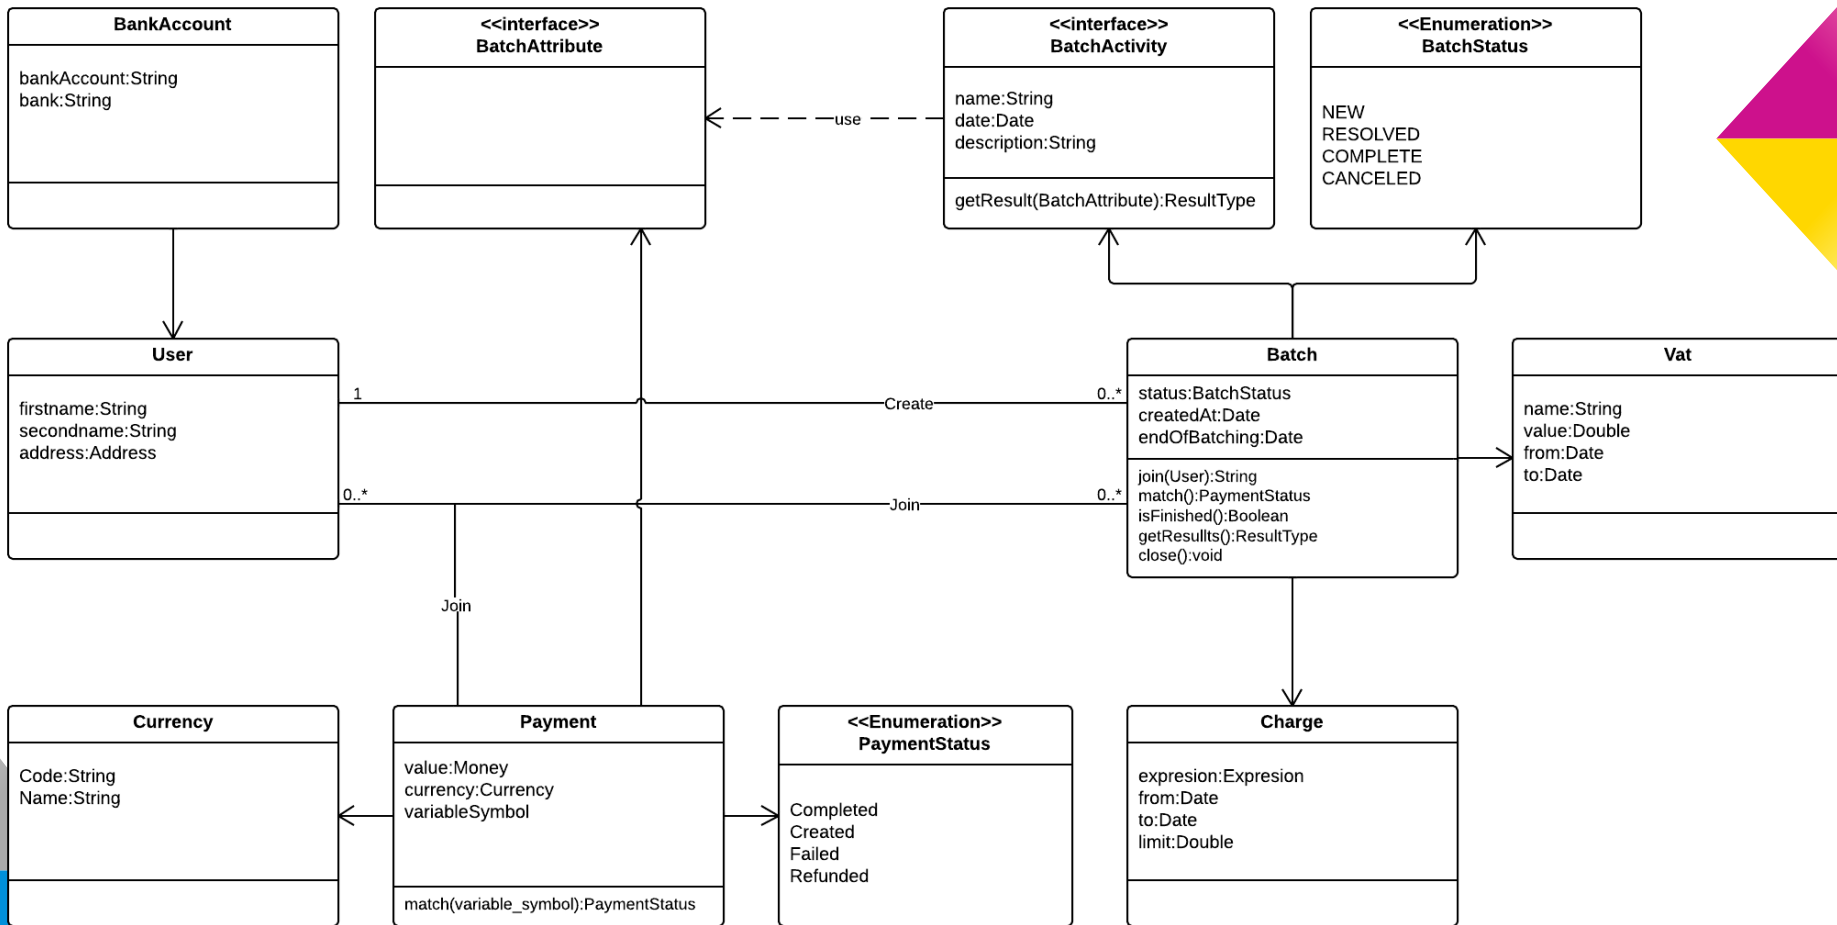 BankAccount
bankAccount:String
bank:String
<<interface>>
BatchAttribute
use
<<interface>>
BatchActivity
name:String
date:Date
description:String
getResult(BatchAttribute):ResultType
<<Enumeration>>
BatchStatus
NEW
RESOLVED
COMPLETE
CANCELED
User
firstname:String
secondname:String
address:Address
1
Create
0..*
0..*
Join
0..*
Join
Batch
status:BatchStatus
createdAt:Date
endOfBatching:Date
join(User):String
match():PaymentStatus
isFinished():Boolean
getResullts():ResultType
close():void
Vat
name:String
value:Double
from:Date
to:Date
Currency
Code:String
Name:String
Payment
value:Money
currency:Currency
variableSymbol
match(variable_symbol):PaymentStatus
<<Enumeration>>
PaymentStatus
Completed
Created
Failed
Refunded
Charge
expresion:Expresion
from:Date
to:Date
limit:Double